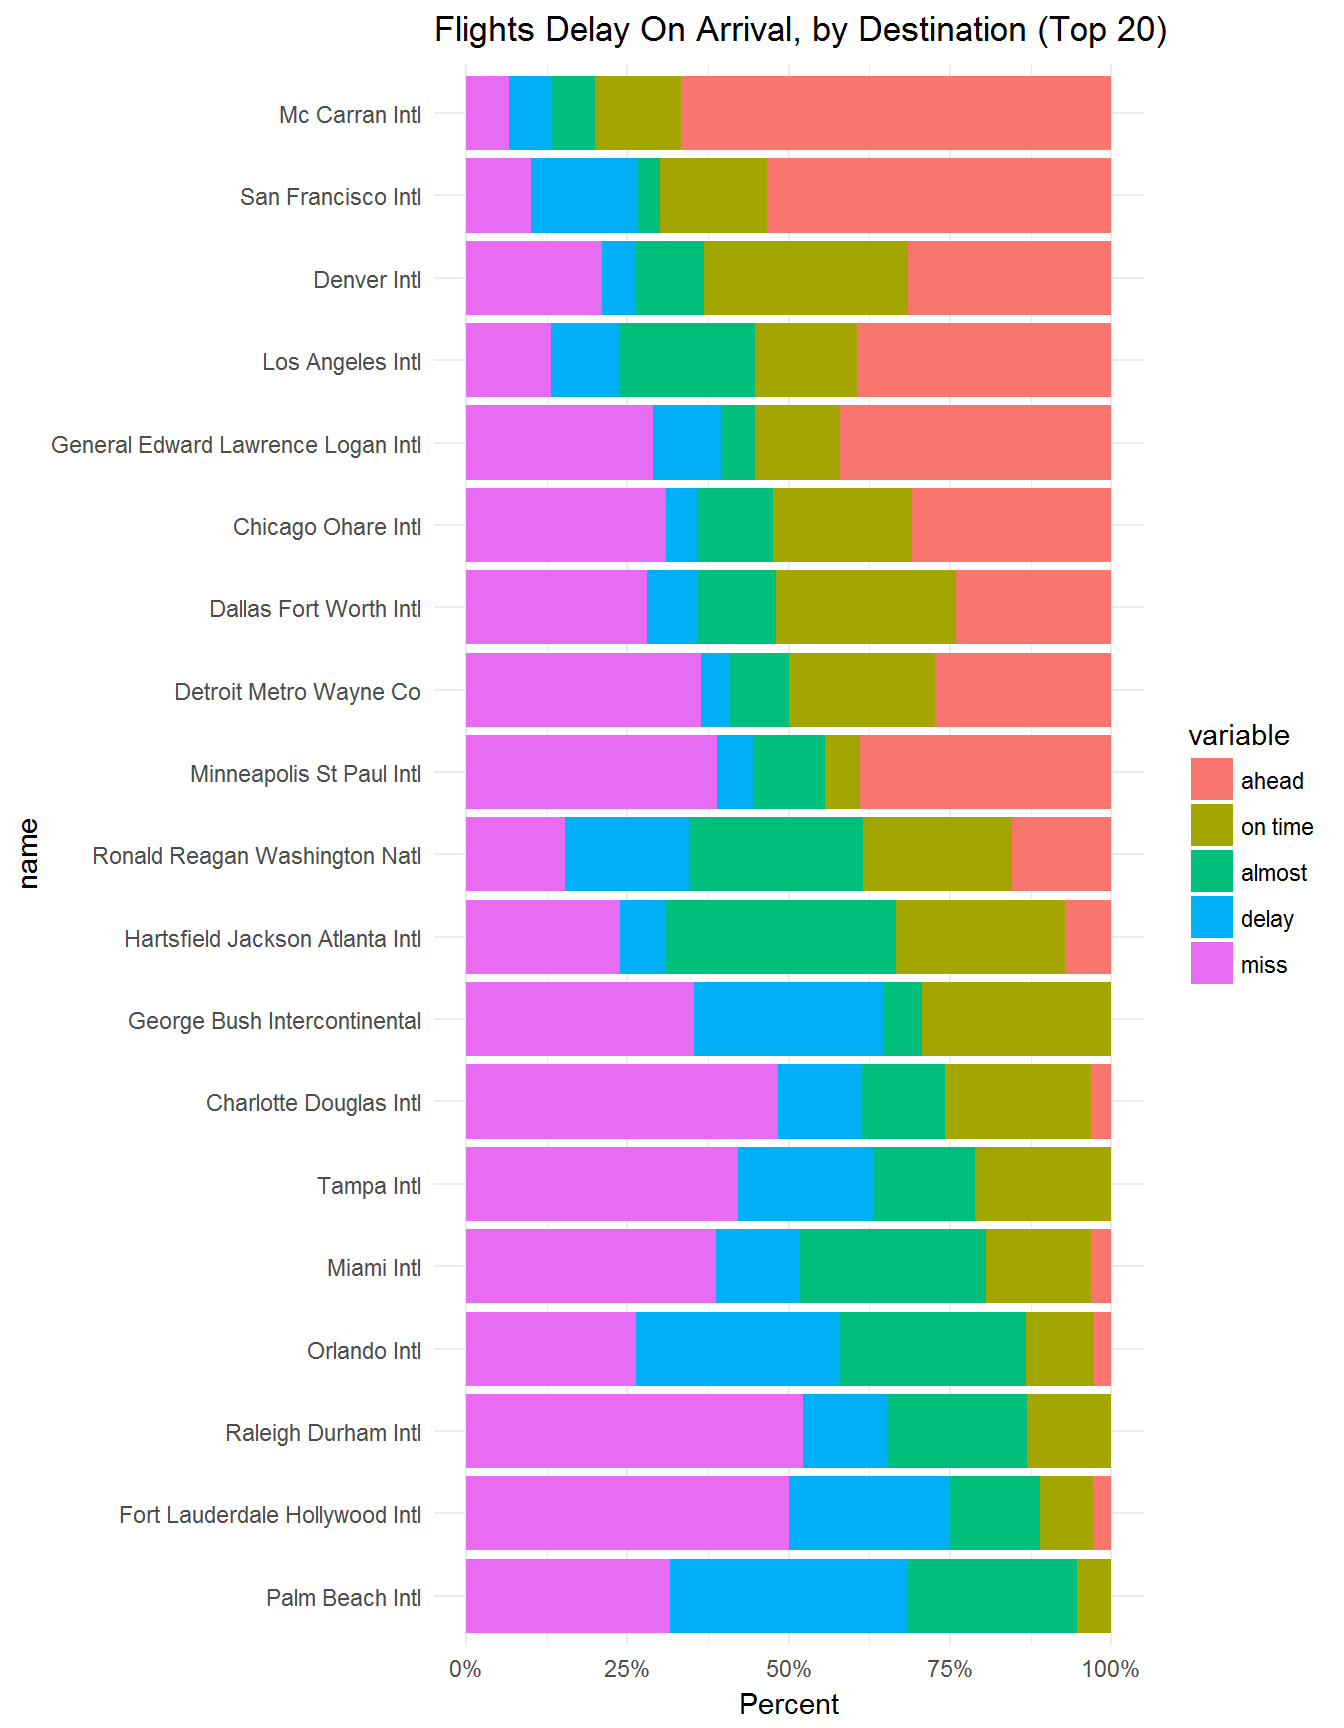 Flights Delay On Arrival, by Destination (Top 20)
Mc Carran Intl
San Francisco Intl
Denver Intl
Los Angeles Intl
General Edward Lawrence Logan Intl
Chicago Ohare Intl
Dallas Fort Worth Intl
Detroit Metro Wayne Co
Minneapolis St Paul Intl
Ronald Reagan Washington Natl
Hartsfield Jackson Atlanta Intl
George Bush Intercontinental
Charlotte Douglas Intl
Tampa Intl
Miami Intl
Orlando Intl
Raleigh Durham Intl
Fort Lauderdale Hollywood Intl
Palm Beach Intl
name
0% 25% 50% 75% 100%
Percent
variable
ahead
on time
almost
delay
miss